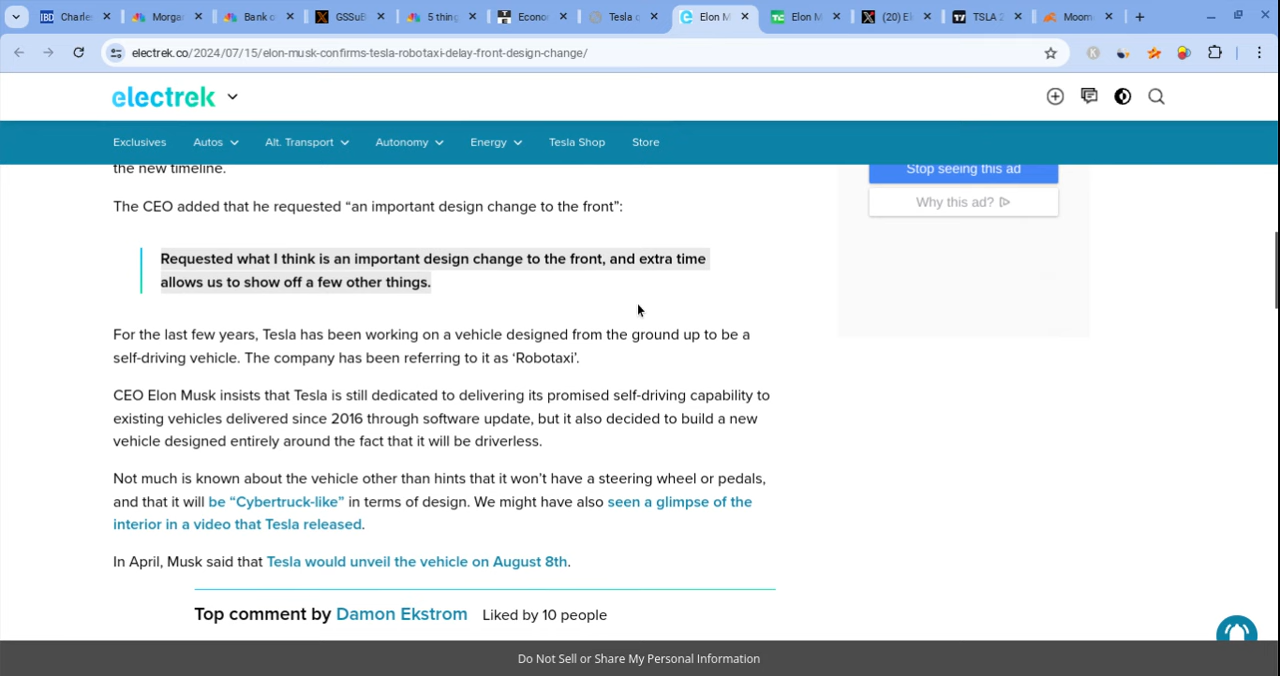 Charle
Morga
Bank o
GSSuB
5 thing
Econo
Tesla c
Elon M
Elon M
(20) El
TSLA 2
Moom
electrek.co/2024/07/15/elon-musk-confirms-tesla-robotaxi-delay-front-design-change/
electrek
Exclusives
Autos
Alt. Transport
Autonomy
Energy
Tesla Shop
Store
the new timeline.
Stop seeing this ad
Why this ad?
The CEO added that he requested “an important design change to the front”:
Requested what I think is an important design change to the front, and extra time
allows us to show off a few other things.
For the last few years, Tesla has been working on a vehicle designed from the ground up to be a
self-driving vehicle. The company has been referring to it as ‘Robotaxi’.
CEO Elon Musk insists that Tesla is still dedicated to delivering its promised self-driving capability to
existing vehicles delivered since 2016 through software update, but it also decided to build a new
vehicle designed entirely around the fact that it will be driverless.
Not much is known about the vehicle other than hints that it won’t have a steering wheel or pedals,
and that it will be “Cybertruck-like” in terms of design. We might have also seen a glimpse of the
interior in a video that Tesla released.
In April, Musk said that Tesla would unveil the vehicle on August 8th.
Top comment by Damon Ekstrom Liked by 10 people
Do Not Sell or Share My Personal Information